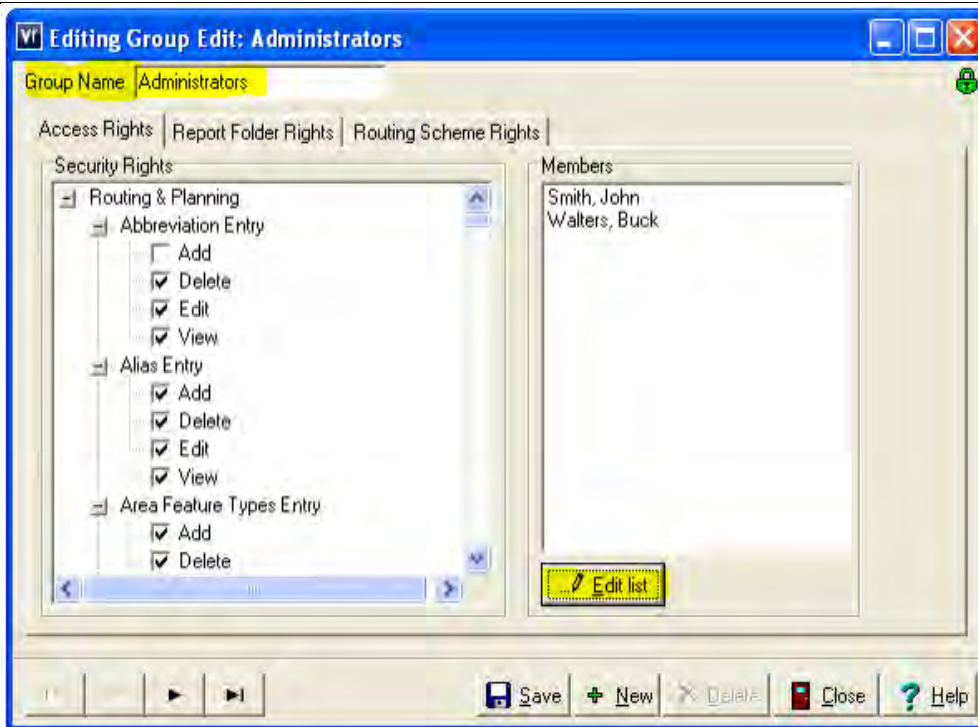 Vf Editing Group Edit: Administrators
Group Name Administrators
Access Rights Report Folder Rights Routing Scheme Rights
Security Rights
Routing & Planning
Abbreviation Entry
Add
Delete
Edit
View
Alias Entry
Add
Delete
Edit
View
Area Feature Types Entry
Add
Delete
Members
Smith, John
Walters, Buck
... Edit list
Save New Delete Close Help